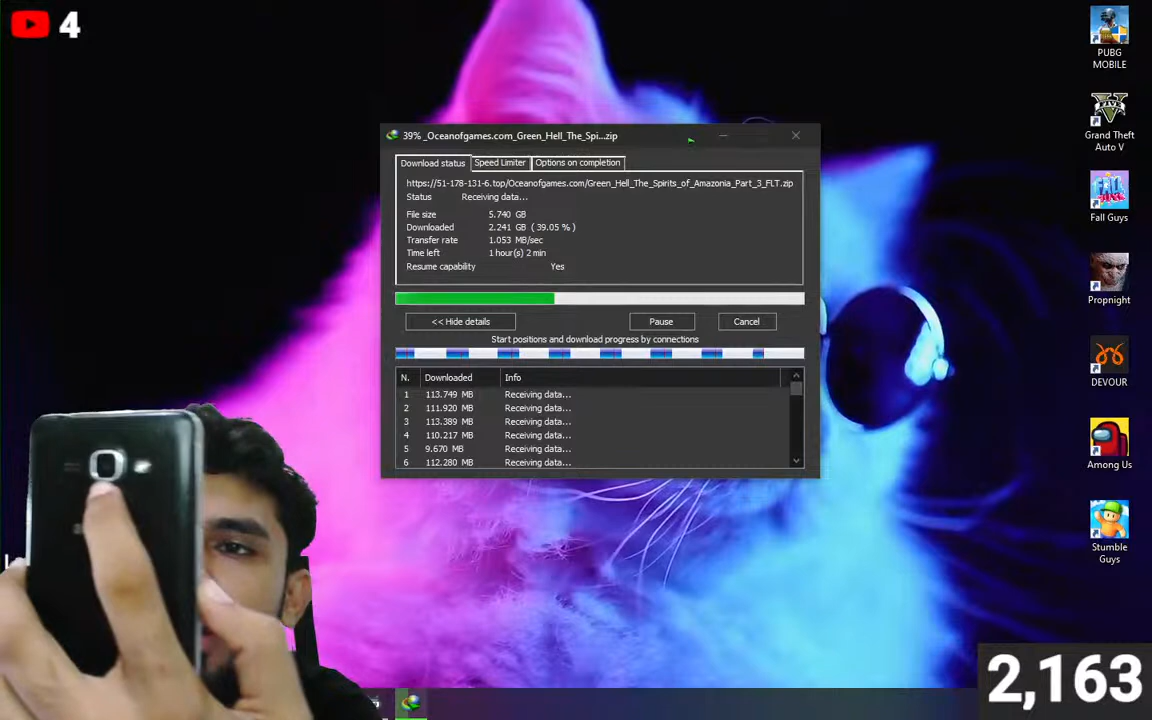 4
PUBG
MOBILE
Grand Theft
Auto V
Fall Guys
Propnight
DEVOUR
Among Us
Stumble
Guys
39% _Oceanofgames.com_Green_Hell_The_Spi...zip
Download status
Speed Limiter
Options on completion
https://51-178-131-6.top/Oceanofgames.com/Green_Hell_The_Spirits_of_Amazonia_Part_3_FLT.zip
Status Receiving data...
File size 5.740 GB
Downloaded 2.241 GB ( 39.05 % )
Transfer rate 1.053 MB/sec
Time left 1 hour(s) 2 min
Resume capability Yes
<< Hide details
Pause
Cancel
Start positions and download progress by connections
N. Downloaded Info
1 113.749 MB Receiving data...
2 111.920 MB Receiving data...
3 113.389 MB Receiving data...
4 110.217 MB Receiving data...
5 9.670 MB Receiving data...
6 112.280 MB Receiving data...
2,163